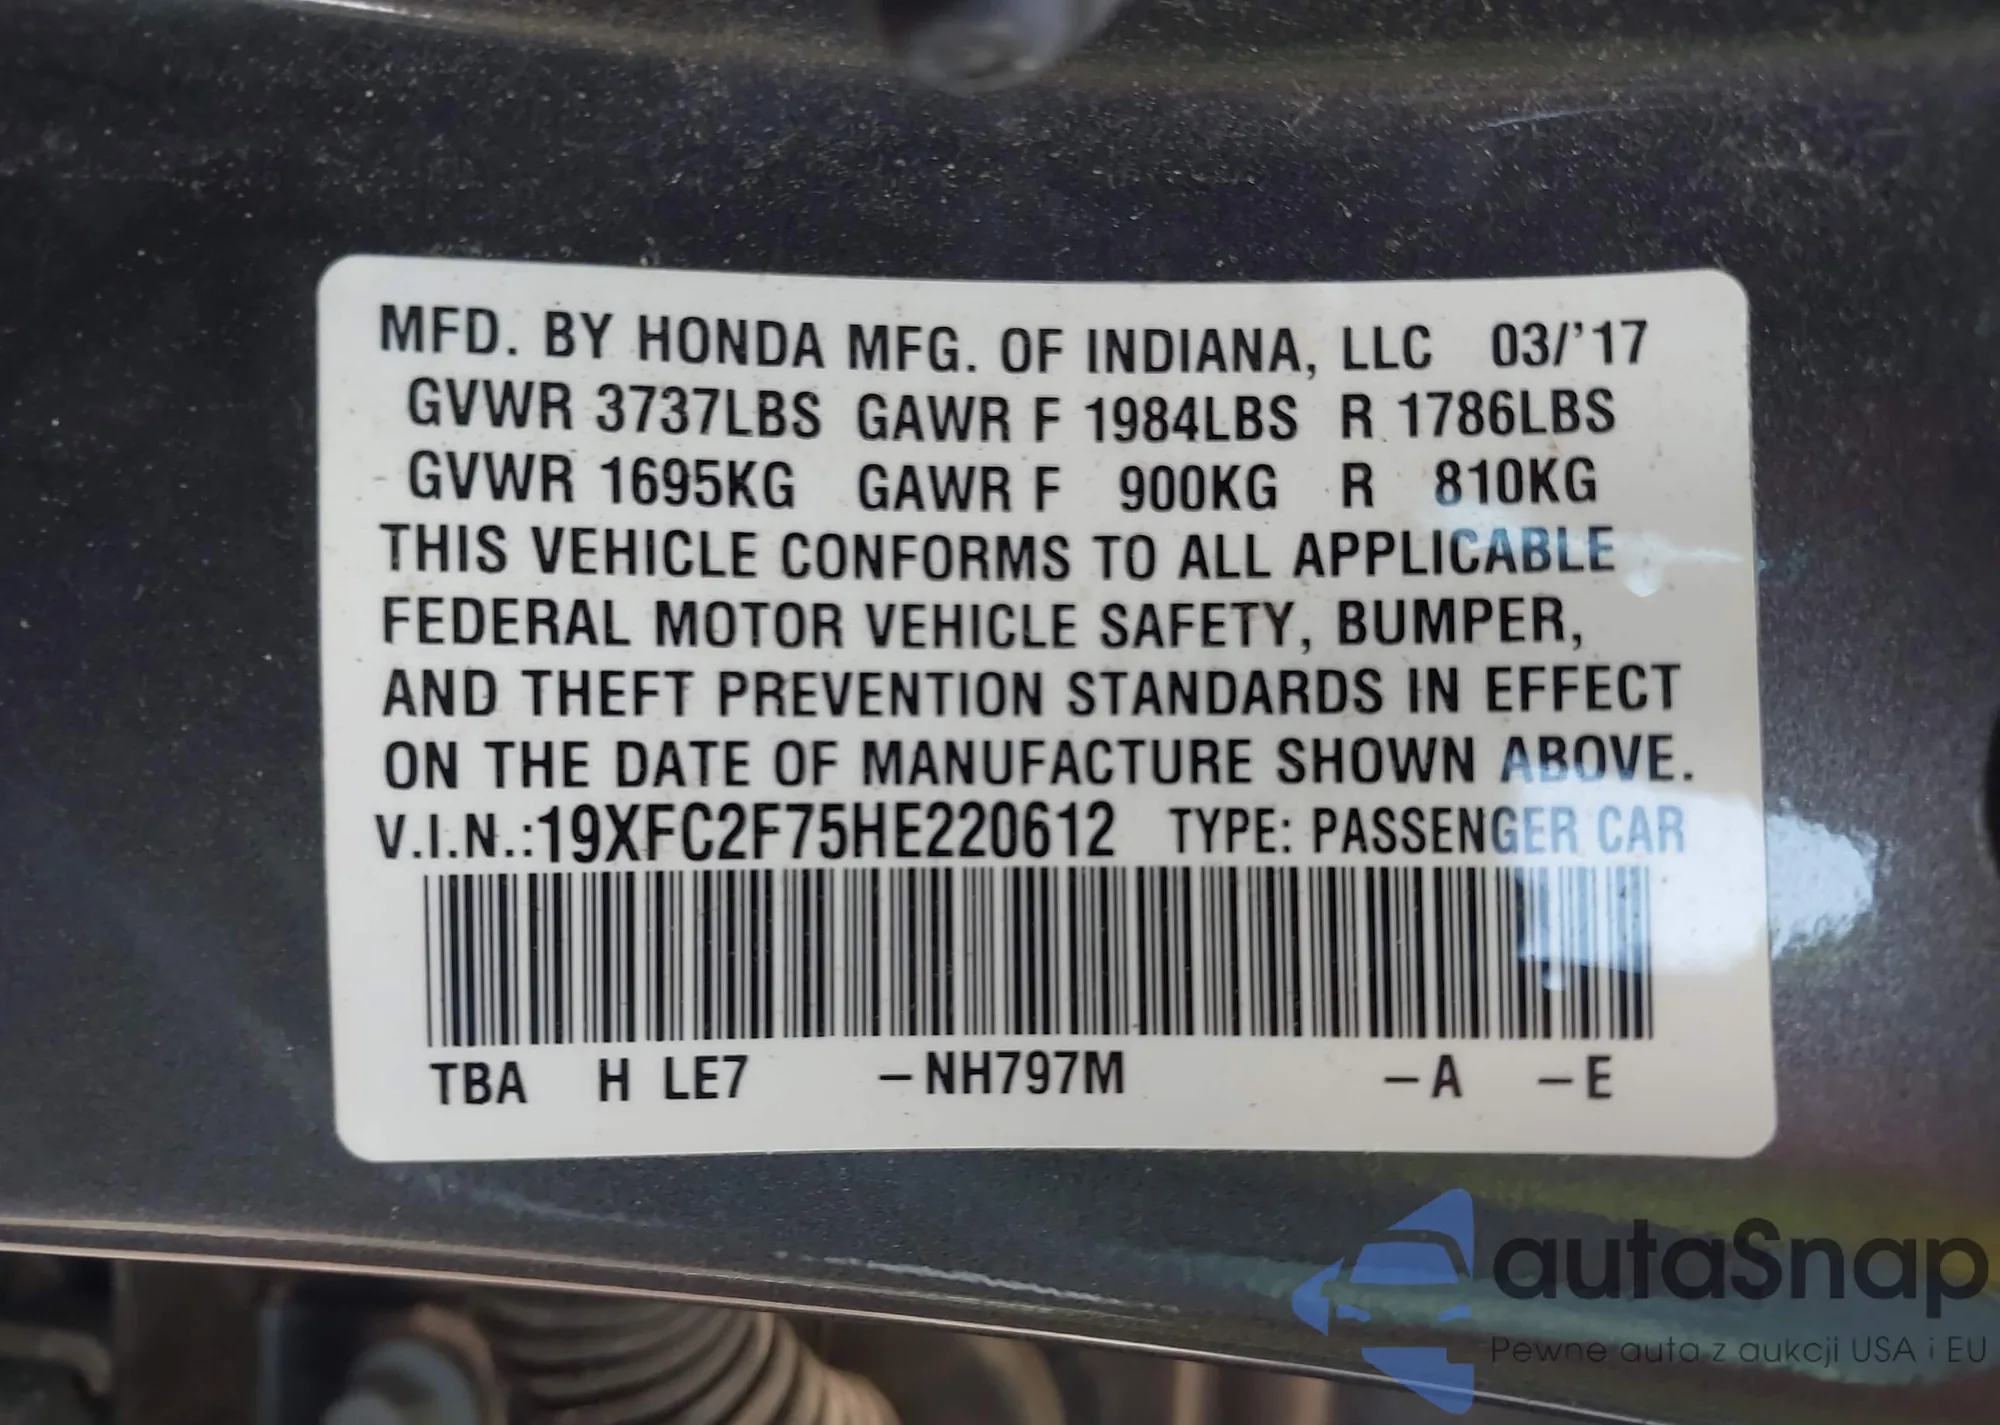 MFD. BY HONDA MFG. OF INDIANA, LLC 03/'17
GVWR 3737LBS GAWR F 1984LBS R 1786LBS
GVWR 1695KG GAWR F 900KG R 810KG
THIS VEHICLE CONFORMS TO ALL APPLICABLE
FEDERAL MOTOR VEHICLE SAFETY, BUMPER,
AND THEFT PREVENTION STANDARDS IN EFFECT
ON THE DATE OF MANUFACTURE SHOWN ABOVE.
V.I.N.:19XFC2F75HE220612 TYPE: PASSENGER CAR
TBA H LE7 –NH797M –A –E
autaSnap
Pewne auta z aukcji USA i EU